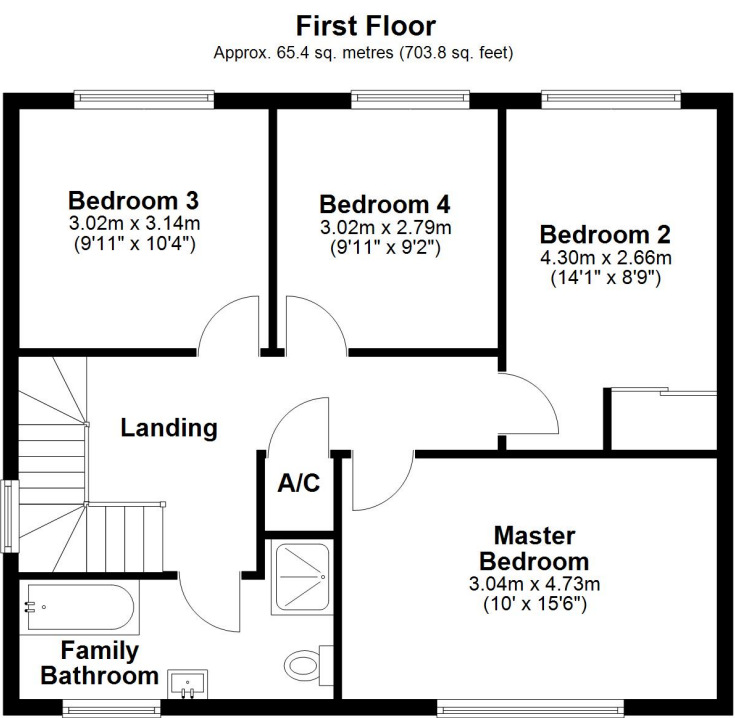 First Floor
Approx. 65.4 sq. metres (703.8 sq. feet)
Bedroom 3
3.02m x 3.14m
(9'11" x 10'4")
Bedroom 4
3.02m x 2.79m
(9'11" x 9'2")
Bedroom 2
4.30m x 2.66m
(14'1" x 8'9")
Landing
A/C
Master
Bedroom
3.04m x 4.73m
(10' x 15'6")
Family
Bathroom